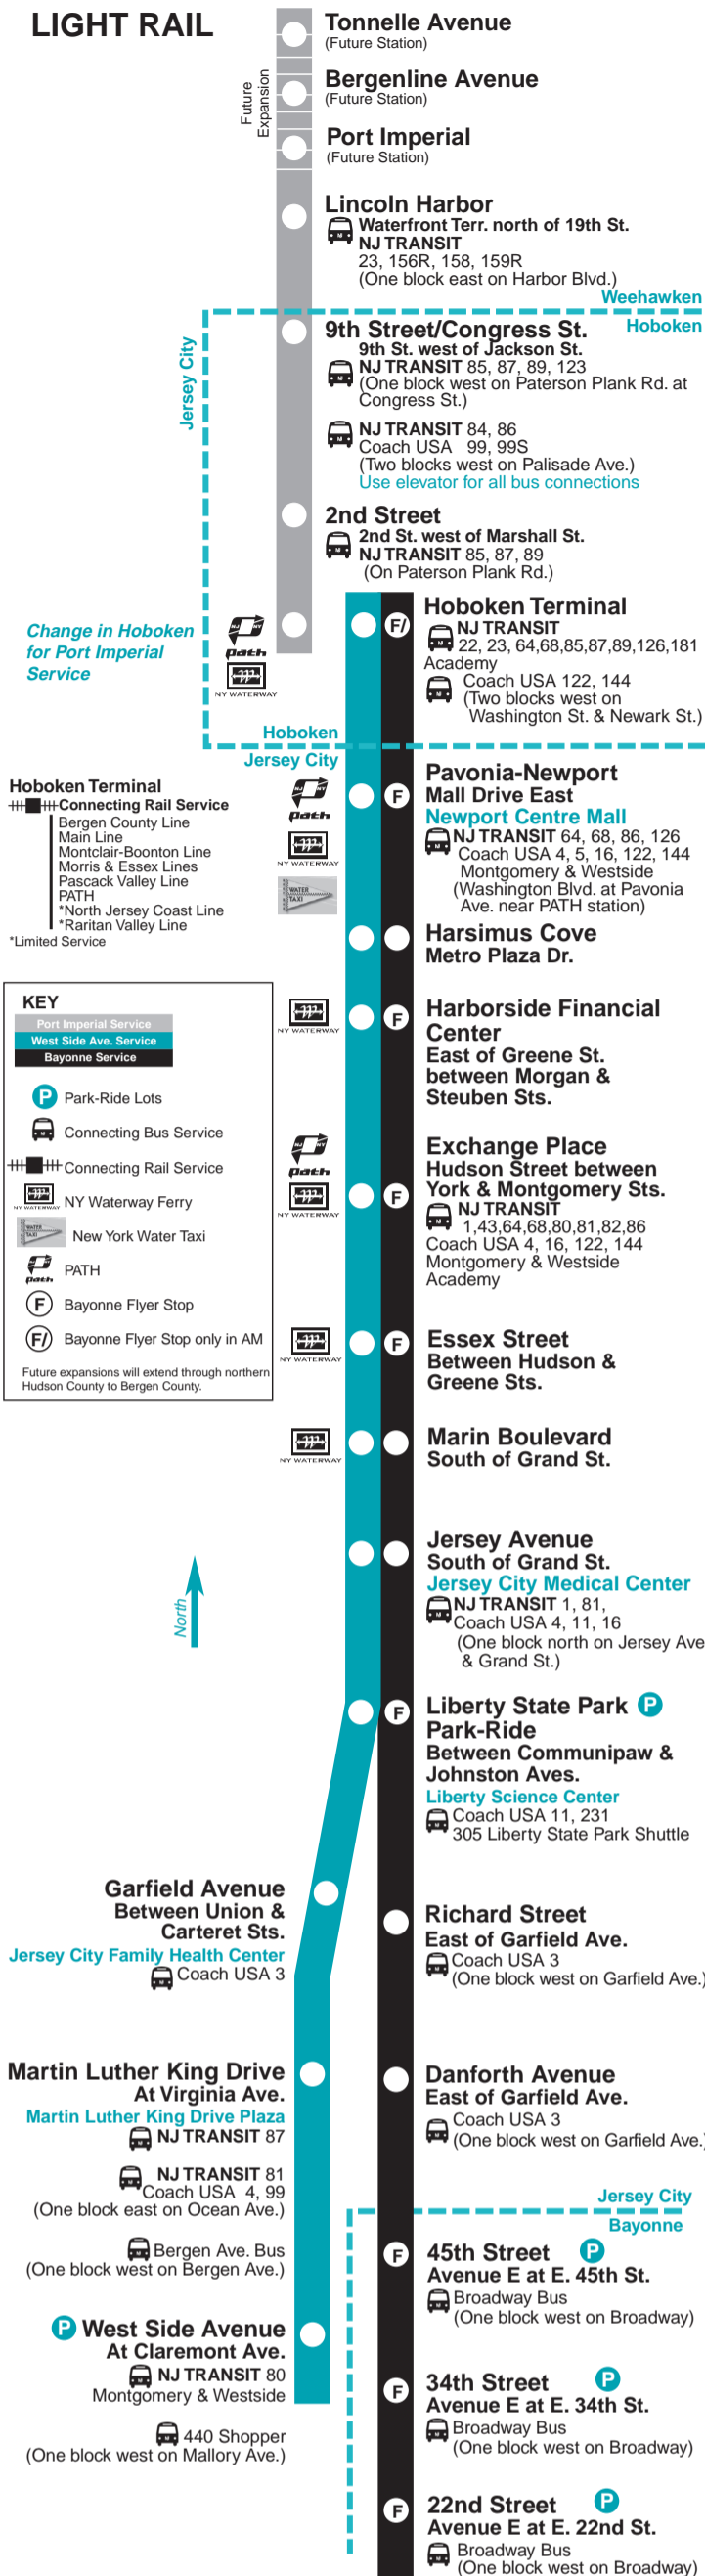 LIGHT RAIL
Future
Expansion
Tonnelle Avenue
(Future Station)
Bergenline Avenue
(Future Station)
Port Imperial
(Future Station)
Lincoln Harbor
Waterfront Terr. north of 19th St.
NJ TRANSIT
23, 156R, 158, 159R
(One block east on Harbor Blvd.)
Weehawken
Hoboken
Jersey City
9th Street/Congress St.
9th St. west of Jackson St.
NJ TRANSIT 85, 87, 89, 123
(One block west on Paterson Plank Rd. at
Congress St.)
NJ TRANSIT 84, 86
Coach USA 99, 99S
(Two blocks west on Palisade Ave.)
Use elevator for all bus connections
2nd Street
2nd St. west of Marshall St.
NJ TRANSIT 85, 87, 89
(On Paterson Plank Rd.)
Change in Hoboken
for Port Imperial
Service
path
NY WATERWAY
F/
Hoboken Terminal
NJ TRANSIT
22, 23, 64,68,85,87,89,126,181
Academy
Coach USA 122, 144
(Two blocks west on
Washington St. & Newark St.)
Hoboken
Jersey City
Hoboken Terminal
Connecting Rail Service
Bergen County Line
Main Line
Montclair-Boonton Line
Morris & Essex Lines
Pascack Valley Line
PATH
*North Jersey Coast Line
*Raritan Valley Line
*Limited Service
path
NY WATERWAY
WATER
TAXI
F
Pavonia-Newport
Mall Drive East
Newport Centre Mall
NJ TRANSIT 64, 68, 86, 126
Coach USA 4, 5, 16, 122, 144
Montgomery & Westside
(Washington Blvd. at Pavonia
Ave. near PATH station)
Harsimus Cove
Metro Plaza Dr.
KEY
Port Imperial Service
West Side Ave. Service
Bayonne Service
P Park-Ride Lots
Connecting Bus Service
Connecting Rail Service
NY WATERWAY NY Waterway Ferry
WATER TAXI New York Water Taxi
path PATH
F Bayonne Flyer Stop
F/ Bayonne Flyer Stop only in AM
Future expansions will extend through northern
Hudson County to Bergen County.
NY WATERWAY
F
Harborside Financial
Center
East of Greene St.
between Morgan &
Steuben Sts.
path
NY WATERWAY
F
Exchange Place
Hudson Street between
York & Montgomery Sts.
NJ TRANSIT
1,43,64,68,80,81,82,86
Coach USA 4, 16, 122, 144
Montgomery & Westside
Academy
NY WATERWAY
F
Essex Street
Between Hudson &
Greene Sts.
NY WATERWAY
Marin Boulevard
South of Grand St.
North
Jersey Avenue
South of Grand St.
Jersey City Medical Center
NJ TRANSIT 1, 81,
Coach USA 4, 11, 16
(One block north on Jersey Ave
& Grand St.)
F
Liberty State Park P
Park-Ride
Between Communipaw &
Johnston Aves.
Liberty Science Center
Coach USA 11, 231
305 Liberty State Park Shuttle
Garfield Avenue
Between Union &
Carteret Sts.
Jersey City Family Health Center
Coach USA 3
Richard Street
East of Garfield Ave.
Coach USA 3
(One block west on Garfield Ave.)
Martin Luther King Drive
At Virginia Ave.
Martin Luther King Drive Plaza
NJ TRANSIT 87
NJ TRANSIT 81
Coach USA 4, 99
(One block east on Ocean Ave.)
Bergen Ave. Bus
(One block west on Bergen Ave.)
Danforth Avenue
East of Garfield Ave.
Coach USA 3
(One block west on Garfield Ave.)
Jersey City
Bayonne
P West Side Avenue
At Claremont Ave.
NJ TRANSIT 80
Montgomery & Westside
440 Shopper
(One block west on Mallory Ave.)
F
45th Street P
Avenue E at E. 45th St.
Broadway Bus
(One block west on Broadway)
F
34th Street P
Avenue E at E. 34th St.
Broadway Bus
(One block west on Broadway)
F
22nd Street P
Avenue E at E. 22nd St.
Broadway Bus
(One block west on Broadway)